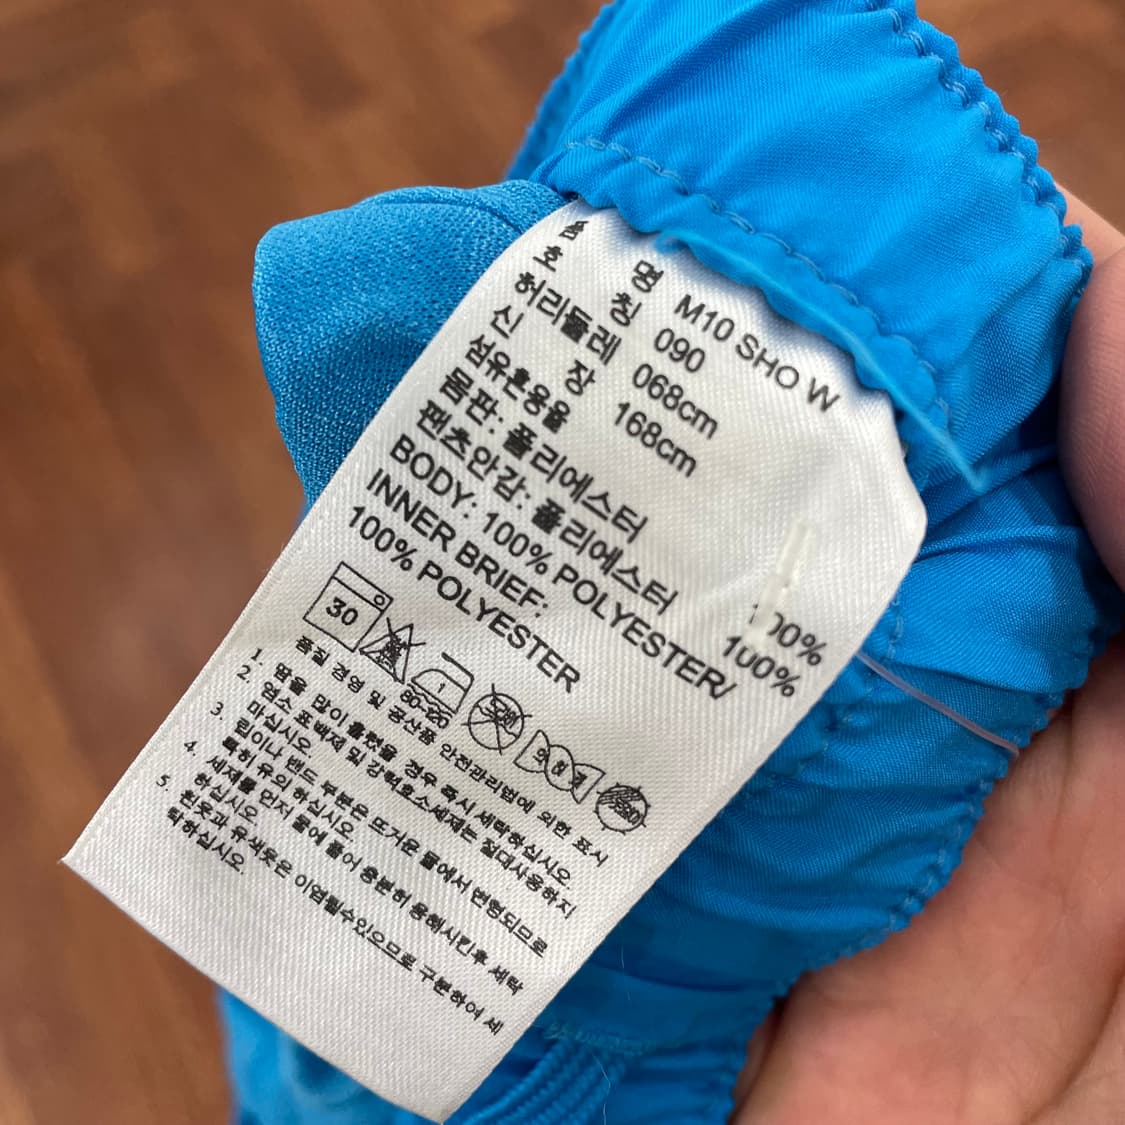 품 명 M10 SHO W
호 칭 090
허리둘레 068cm
신 장 168cm
섬유혼용율
몸판: 폴리에스터 100%
팬츠안감: 폴리에스터 100%
BODY: 100% POLYESTER/
INNER BRIEF:
100% POLYESTER
30 80-120
품질 경영 및 공산품 안전관리법에 의한 표시
1. 땀을 많이 흘렸을 경우 즉시 세탁하십시오.
2. 염소 표백제 및 강력효소세제는 절대사용하지
마십시오.
3. 립이나 밴드 부분은 뜨거운 물에서 변형되므로
특히 유의 하십시오.
4. 세제를 먼저 물에 풀어 충분히 용해시킨후 세탁
하십시오
5. 흰옷과 유색옷은 이염될수있으므로 구분하여 세
탁하십시오.